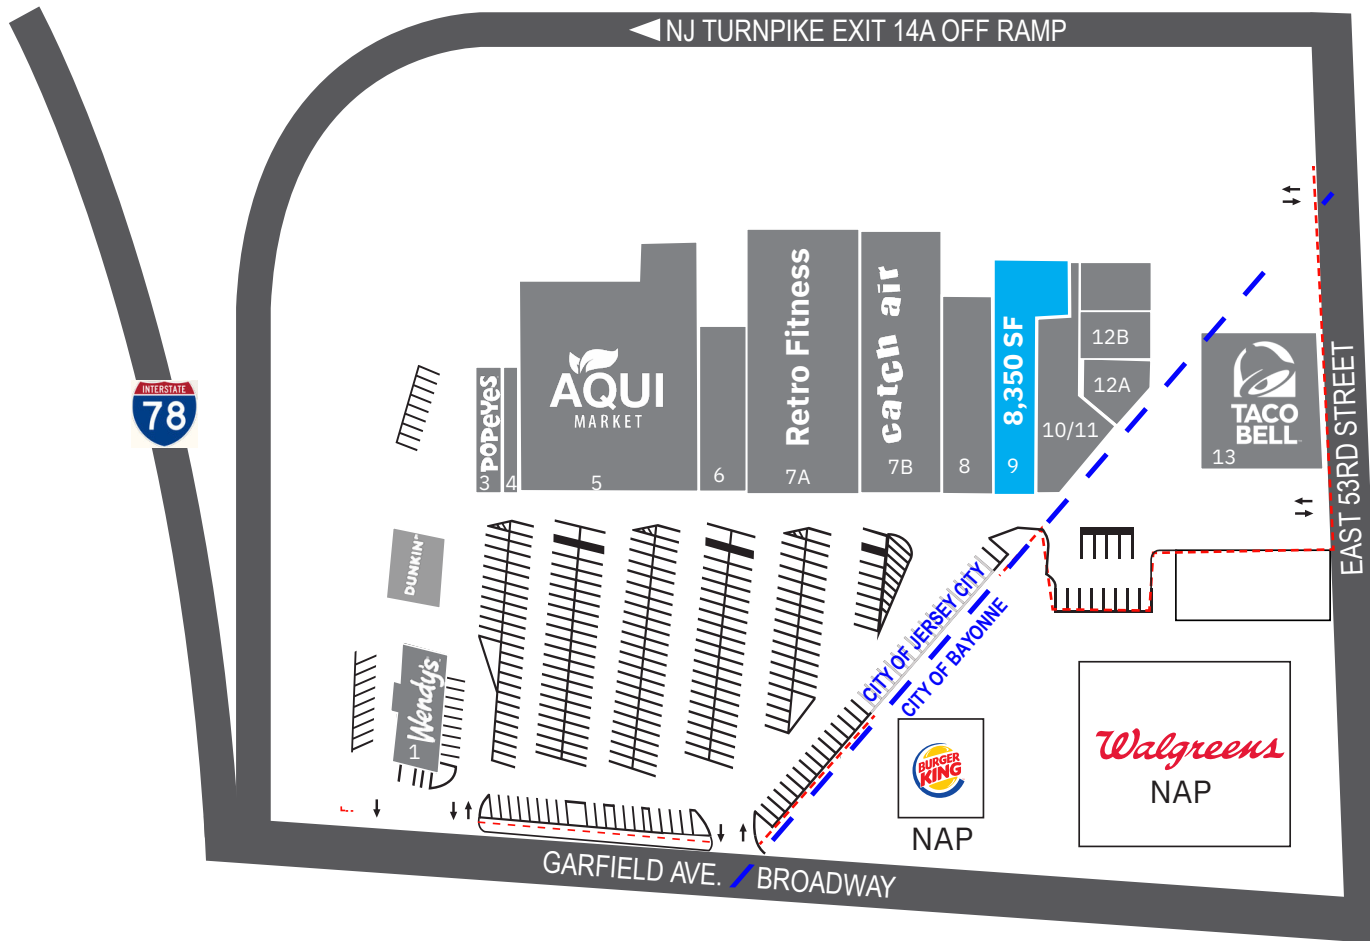 NJ TURNPIKE EXIT 14A OFF RAMP
INTERSTATE
78
POPEYES
3
4
AQUI
MARKET
5
6
Retro Fitness
7A
catch air
7B
8
8,350 SF
9
10/11
12B
12A
TACO
BELL
13
EAST 53RD STREET
DUNKIN'
Wendy's
1
CITY OF JERSEY CITY
CITY OF BAYONNE
BURGER
KING
NAP
Walgreens
NAP
GARFIELD AVE.
BROADWAY